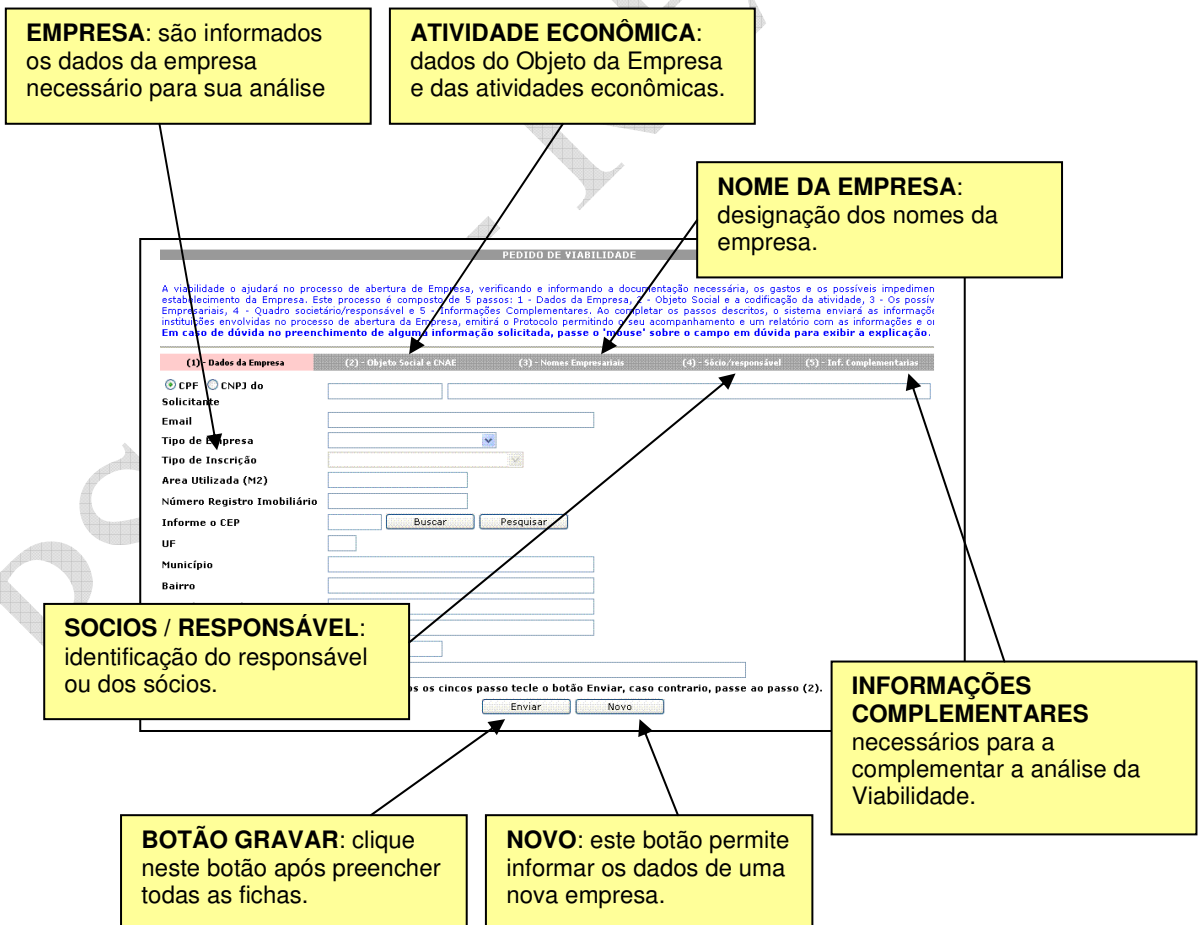 EMPRESA: são informados
os dados da empresa
necessário para sua análise
ATIVIDADE ECONÔMICA:
dados do Objeto da Empresa
e das atividades econômicas.
NOME DA EMPRESA:
designação dos nomes da
empresa.
PEDIDO DE VIABILIDADE
A viabilidade o ajudará no processo de abertura de Empresa, verificando e informando a documentação necessária, os gastos e os possíveis impedimen
estabelecimento da Empresa. Este processo é composto de 5 passos: 1 - Dados da Empresa, 2 - Objeto Social e a codificação da atividade, 3 - Os possív
Empresariais, 4 - Quadro societário/responsável e 5 - Informações Complementares. Ao completar os passos descritos, o sistema enviará as informaçõe
instituições envolvidas no processo de abertura da Empresa, emitirá o Protocolo permitindo o seu acompanhamento e um relatório com as informações e o
Em caso de dúvida no preenchimento de alguma informação solicitada, passe o 'mouse' sobre o campo em dúvida para exibir a explicação.
(1) - Dados da Empresa (2) - Objeto Social e CNAE (3) - Nomes Empresariais (4) - Sócio/responsável (5) - Inf. Complementarias
CPF CNPJ do
Solicitante
Email
Tipo de Empresa
Tipo de Inscrição
Area Utilizada (M2)
Número Registro Imobiliário
Informe o CEP Buscar Pesquisar
UF
Município
Bairro
SOCIOS / RESPONSÁVEL:
identificação do responsável
ou dos sócios.
os cincos passo tecle o botão Enviar, caso contrario, passe ao passo (2).
Enviar Novo
INFORMAÇÕES
COMPLEMENTARES
necessários para a
complementar a análise da
Viabilidade.
BOTÃO GRAVAR: clique
neste botão após preencher
todas as fichas.
NOVO: este botão permite
informar os dados de uma
nova empresa.